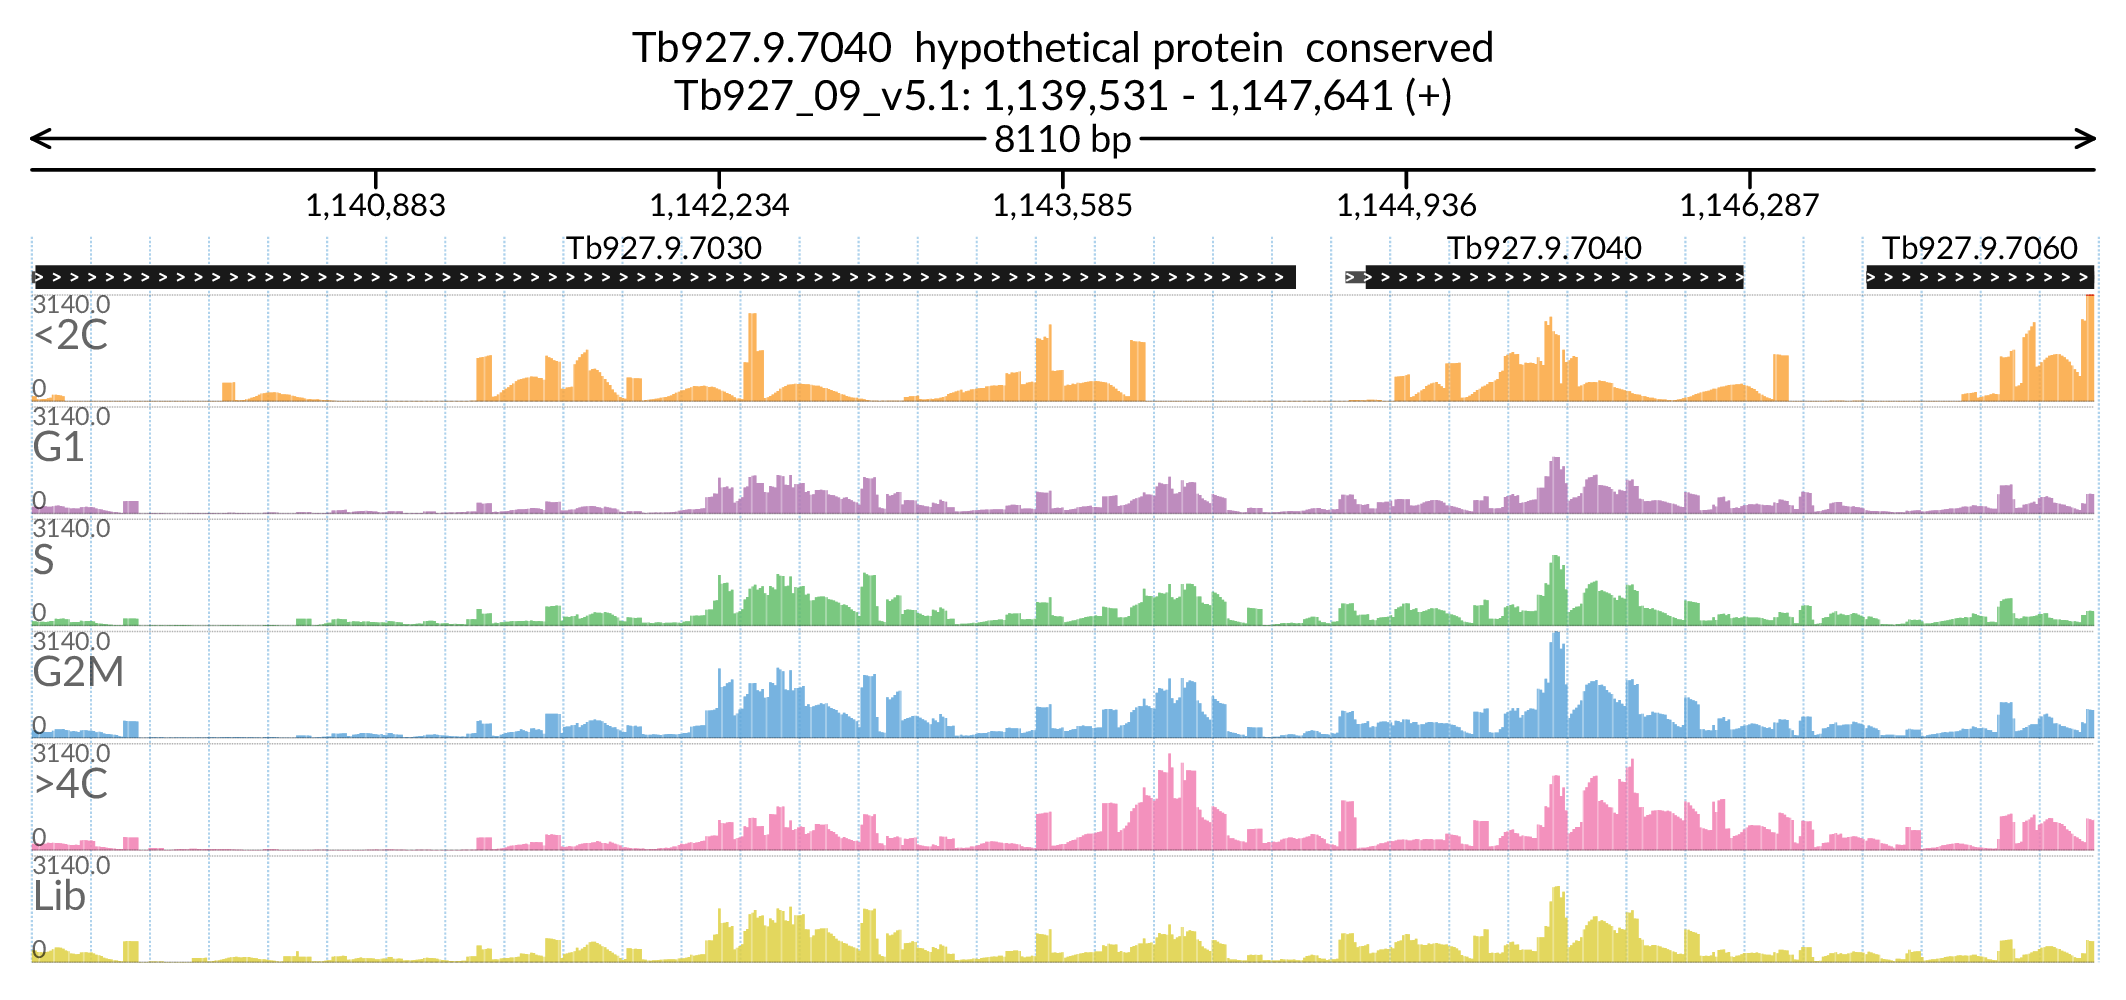 Tb927.9.7040 hypothetical protein conserved
Tb927_09_v5.1: 1,139,531 - 1,147,641 (+)
8110 bp
1,140,883 1,142,234 1,143,585 1,144,936 1,146,287
Tb927.9.7030 Tb927.9.7040 Tb927.9.7060
3140.0
<2C
0
3140.0
G1
0
3140.0
S
0
3140.0
G2M
0
3140.0
>4C
0
3140.0
Lib
0